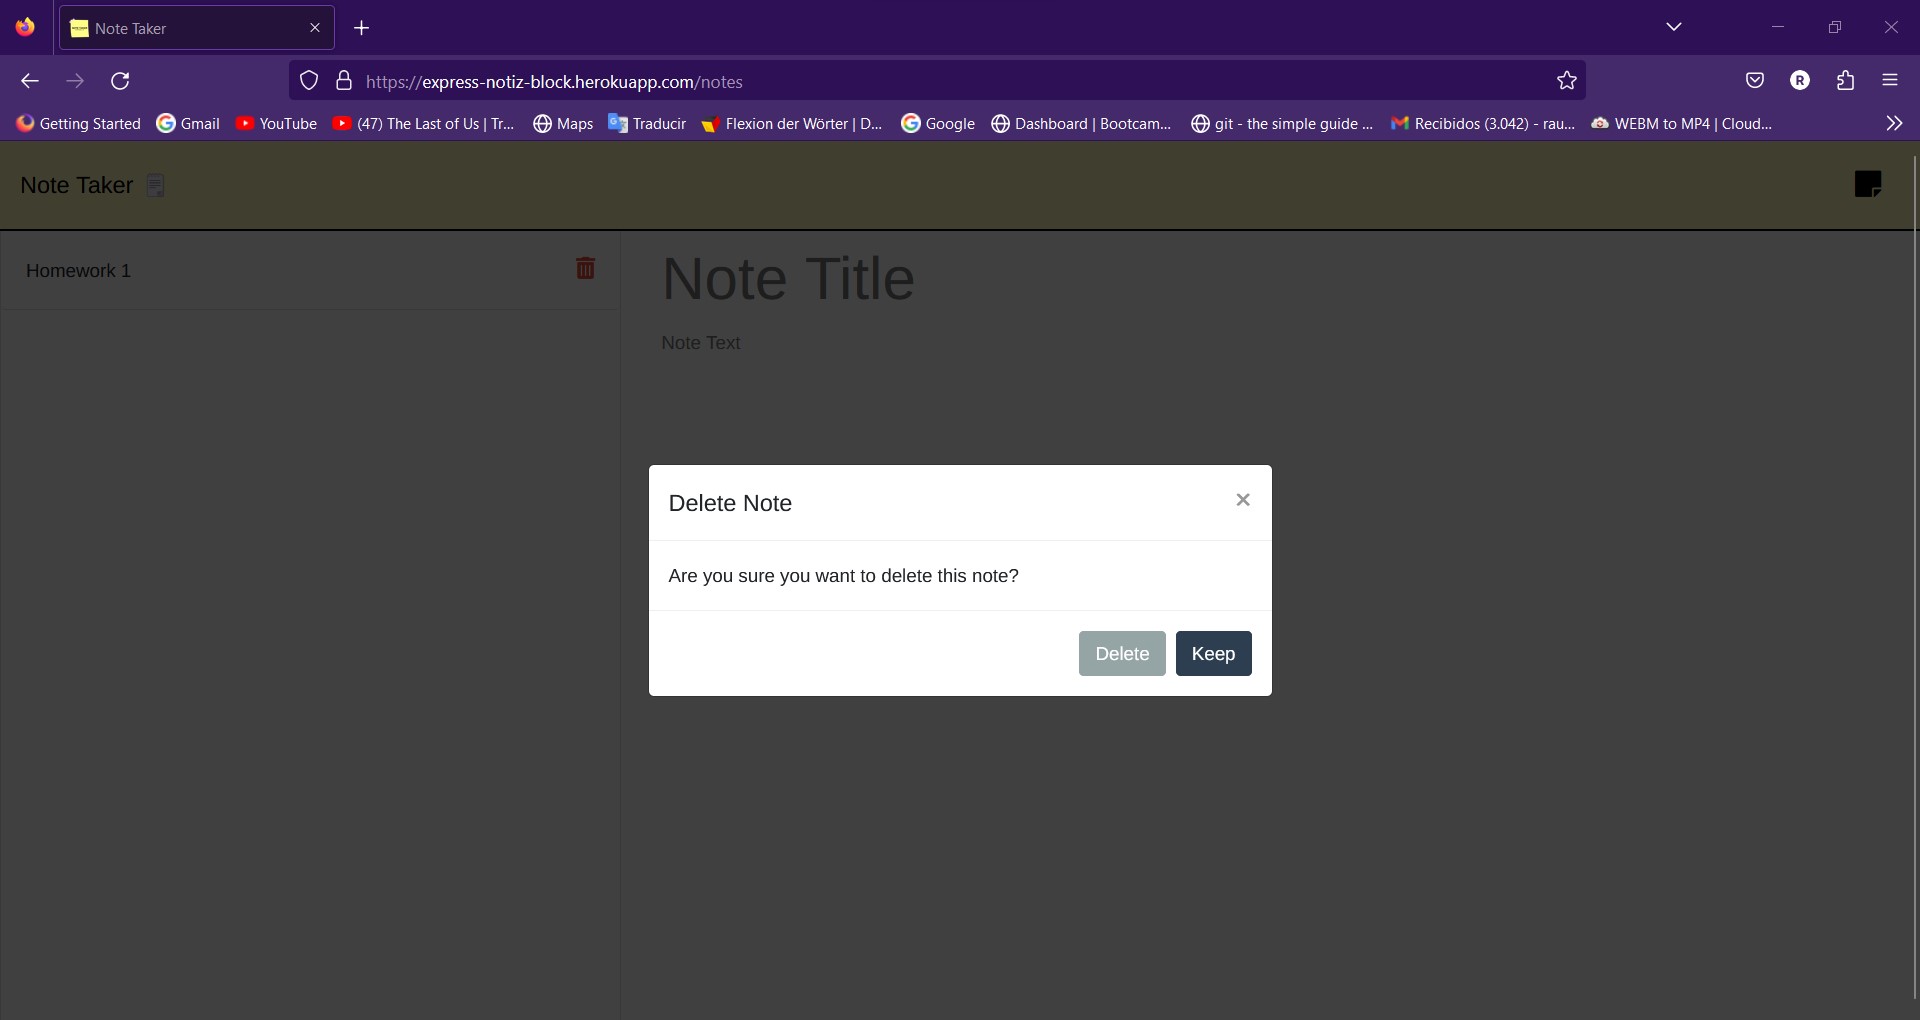 Note Taker
https://express-notiz-block.herokuapp.com/notes
R
Getting Started Gmail YouTube (47) The Last of Us | Tr... Maps Traducir Flexion der Wörter | D... Google Dashboard | Bootcam... git - the simple guide ... Recibidos (3.042) - rau... WEBM to MP4 | Cloud...
Note Taker
Homework 1
Note Title
Note Text
Delete Note
Are you sure you want to delete this note?
Delete Keep